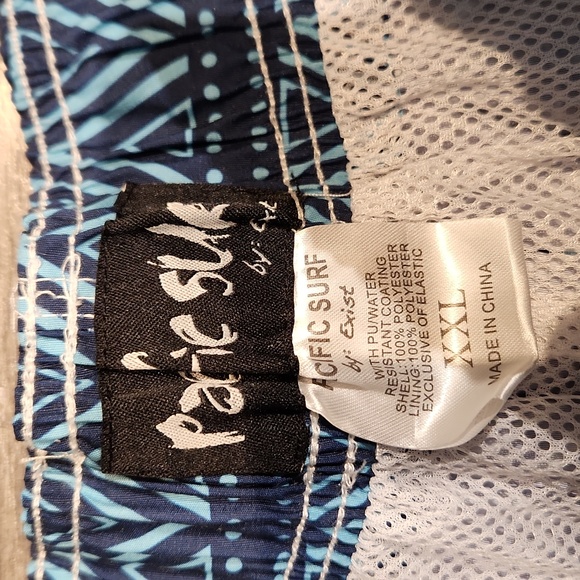 Pacific Surf
by: Exist
PACIFIC SURF
by: Exist
WITH PU/WATER
RESISTANT COATING
SHELL:100% POLYESTER
LINING:100% POLYESTER
EXCLUSIVE OF ELASTIC
XXL
MADE IN CHINA